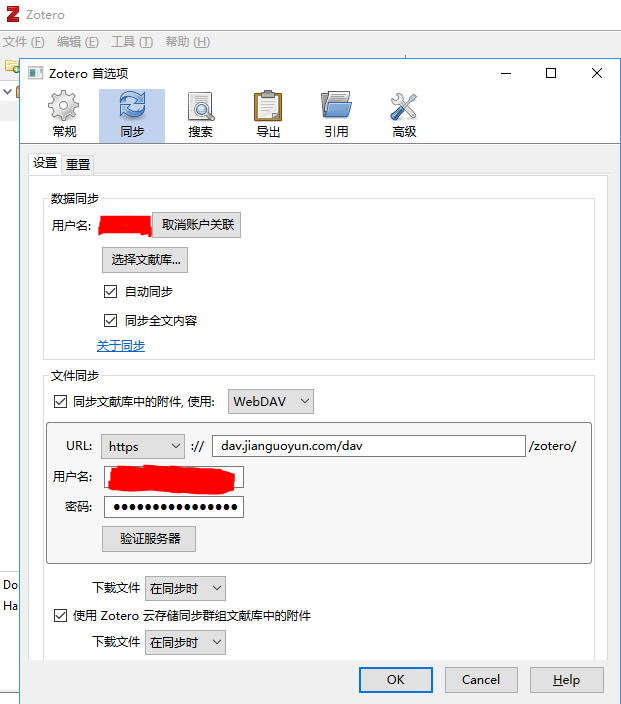 Zotero
文件 (F) 编辑 (E) 工具 (T) 帮助 (H)
Zotero 首选项
常规 同步 搜索 导出 引用 高级
设置 重置
数据同步
用户名: 取消账户关联
选择文献库...
自动同步
同步全文内容
关于同步
文件同步
同步文献库中的附件, 使用: WebDAV
URL: https :// dav.jianguoyun.com/dav /zotero/
用户名:
密码: ●●●●●●●●●●●●●●●●
验证服务器
下载文件 在同步时
Do
使用 Zotero 云存储同步群组文献库中的附件
Ha
下载文件 在同步时
OK Cancel Help